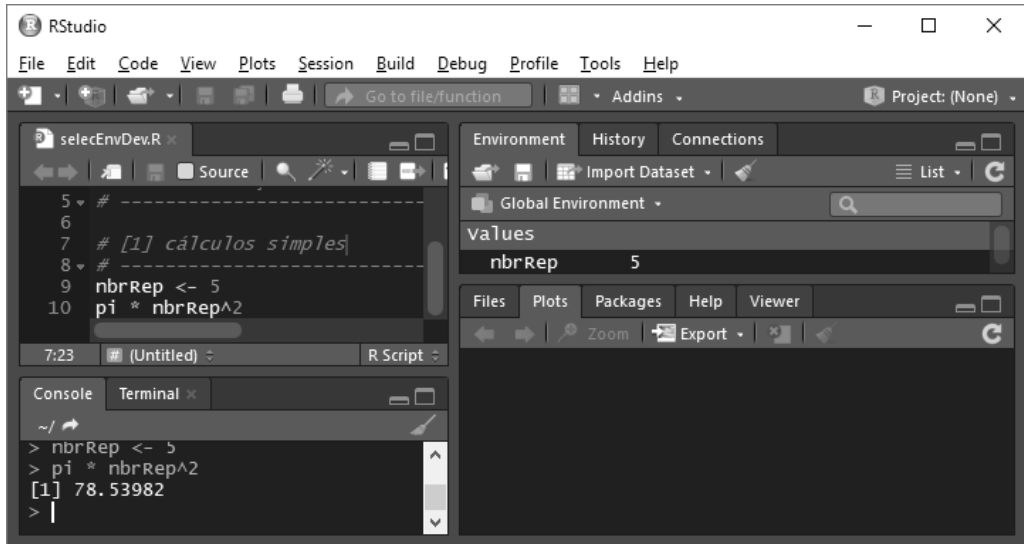 RStudio
File Edit Code View Plots Session Build Debug Profile Tools Help
Go to file/function Addins Project: (None)
selecEnvDev.R
Source
5 # ----------------------------
6
7 # [1] cálculos simples
8 # ----------------------------
9 nbrRep <- 5
10 pi * nbrRep^2
7:23 # (Untitled) R Script
Console Terminal
~/
> nbrRep <- 5
> pi * nbrRep^2
[1] 78.53982
>
Environment History Connections
Import Dataset List
Global Environment
Values
nbrRep 5
Files Plots Packages Help Viewer
Zoom Export